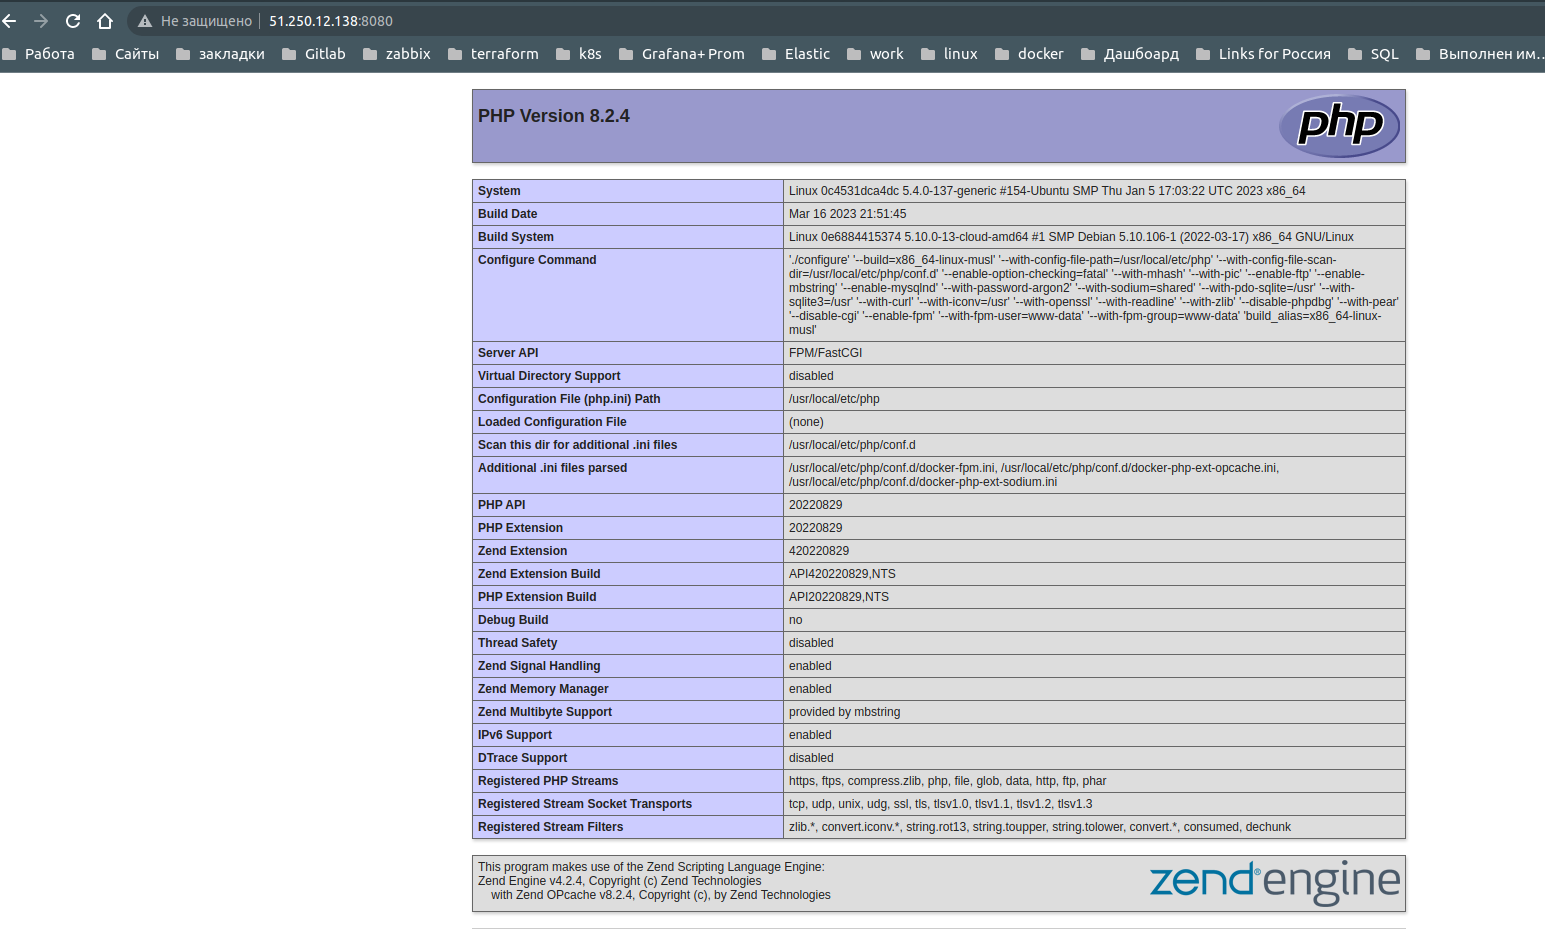 Не защищено 51.250.12.138:8080
Работа Сайты закладки Gitlab zabbix terraform k8s Grafana+Prom Elastic work linux docker Дашбоард Links for Россия SQL Выполнен им...
PHP Version 8.2.4 php
System Linux 0c4531dca4dc 5.4.0-137-generic #154-Ubuntu SMP Thu Jan 5 17:03:22 UTC 2023 x86_64
Build Date Mar 16 2023 21:51:45
Build System Linux 0e6884415374 5.10.0-13-cloud-amd64 #1 SMP Debian 5.10.106-1 (2022-03-17) x86_64 GNU/Linux
Configure Command './configure' '--build=x86_64-linux-musl' '--with-config-file-path=/usr/local/etc/php' '--with-config-file-scan-
dir=/usr/local/etc/php/conf.d' '--enable-option-checking=fatal' '--with-mhash' '--with-pic' '--enable-ftp' '--enable-
mbstring' '--enable-mysqlnd' '--with-password-argon2' '--with-sodium=shared' '--with-pdo-sqlite=/usr' '--with-
sqlite3=/usr' '--with-curl' '--with-iconv=/usr' '--with-openssl' '--with-readline' '--with-zlib' '--disable-phpdbg' '--with-pear'
'--disable-cgi' '--enable-fpm' '--with-fpm-user=www-data' '--with-fpm-group=www-data' 'build_alias=x86_64-linux-
musl'
Server API FPM/FastCGI
Virtual Directory Support disabled
Configuration File (php.ini) Path /usr/local/etc/php
Loaded Configuration File (none)
Scan this dir for additional .ini files /usr/local/etc/php/conf.d
Additional .ini files parsed /usr/local/etc/php/conf.d/docker-fpm.ini, /usr/local/etc/php/conf.d/docker-php-ext-opcache.ini,
/usr/local/etc/php/conf.d/docker-php-ext-sodium.ini
PHP API 20220829
PHP Extension 20220829
Zend Extension 420220829
Zend Extension Build API420220829,NTS
PHP Extension Build API20220829,NTS
Debug Build no
Thread Safety disabled
Zend Signal Handling enabled
Zend Memory Manager enabled
Zend Multibyte Support provided by mbstring
IPv6 Support enabled
DTrace Support disabled
Registered PHP Streams https, ftps, compress.zlib, php, file, glob, data, http, ftp, phar
Registered Stream Socket Transports tcp, udp, unix, udg, ssl, tls, tlsv1.0, tlsv1.1, tlsv1.2, tlsv1.3
Registered Stream Filters zlib.*, convert.iconv.*, string.rot13, string.toupper, string.tolower, convert.*, consumed, dechunk
This program makes use of the Zend Scripting Language Engine:
Zend Engine v4.2.4, Copyright (c) Zend Technologies
with Zend OPcache v8.2.4, Copyright (c), by Zend Technologies
zend® engine